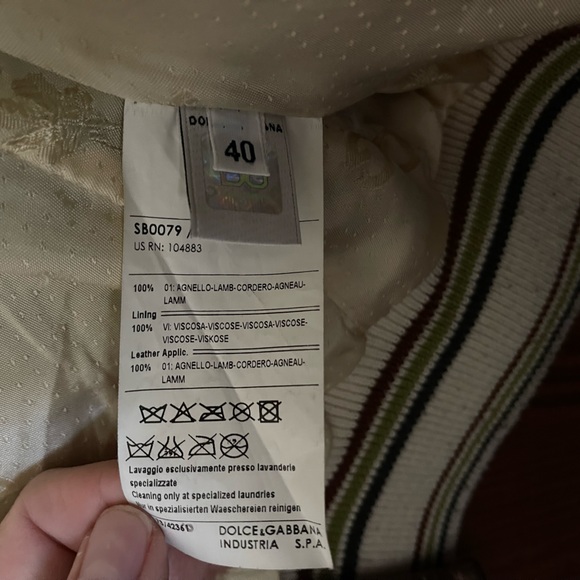 40
SB0079 /
US RN: 104883
100% 01: AGNELLO-LAMB-CORDERO-AGNEAU-
LAMM
Lining
100% VI: VISCOSA-VISCOSE-VISCOSA-VISCOSE-
VISCOSE-VISKOSE
Leather Applic.
100% 01: AGNELLO-LAMB-CORDERO-AGNEAU-
LAMM
Lavaggio esclusivamente presso lavanderie
specializzate
Cleaning only at specialized laundries
in spezialisierten Waeschereien reinigen
DOLCE&GABBANA
INDUSTRIA S.P.A.